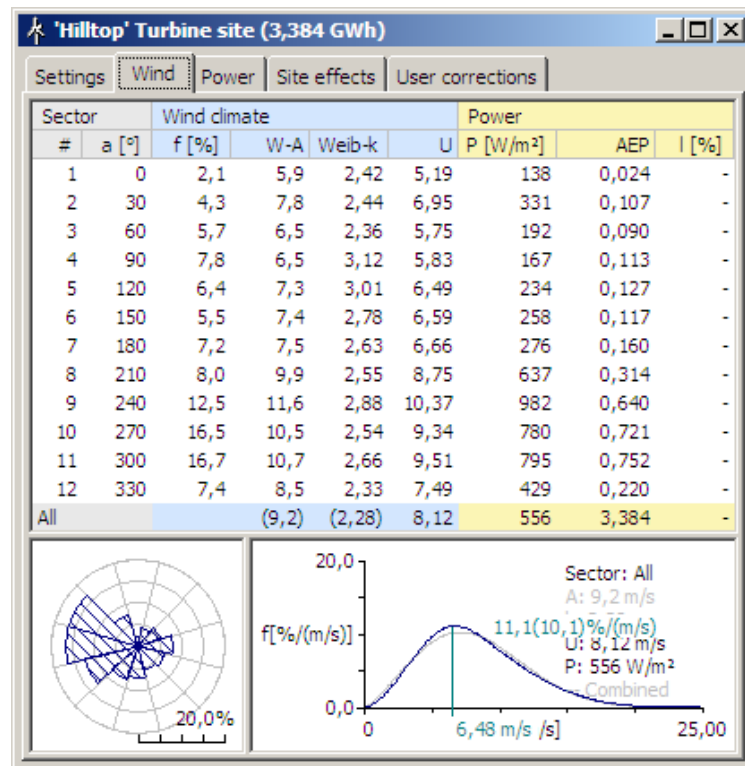 'Hilltop' Turbine site (3,384 GWh)
Settings Wind Power Site effects User corrections
Sector Wind climate Power
# a [°] f [%] W-A Weib-k U P [W/m²] AEP l [%]
1 0 2,1 5,9 2,42 5,19 138 0,024 -
2 30 4,3 7,8 2,44 6,95 331 0,107 -
3 60 5,7 6,5 2,36 5,75 192 0,090 -
4 90 7,8 6,5 3,12 5,83 167 0,113 -
5 120 6,4 7,3 3,01 6,49 234 0,127 -
6 150 5,5 7,4 2,78 6,59 258 0,117 -
7 180 7,2 7,5 2,63 6,66 276 0,160 -
8 210 8,0 9,9 2,55 8,75 637 0,314 -
9 240 12,5 11,6 2,88 10,37 982 0,640 -
10 270 16,5 10,5 2,54 9,34 780 0,721 -
11 300 16,7 10,7 2,66 9,51 795 0,752 -
12 330 7,4 8,5 2,33 7,49 429 0,220 -
All (9,2) (2,28) 8,12 556 3,384 -
20,0%
20,0
Sector: All
A: 9,2 m/s
f[%/(m/s)]
11,1(10,1)%/(m/s)
U: 8,12 m/s
P: 556 W/m²
Combined
0,0
0 6,48 m/s /s] 25,00